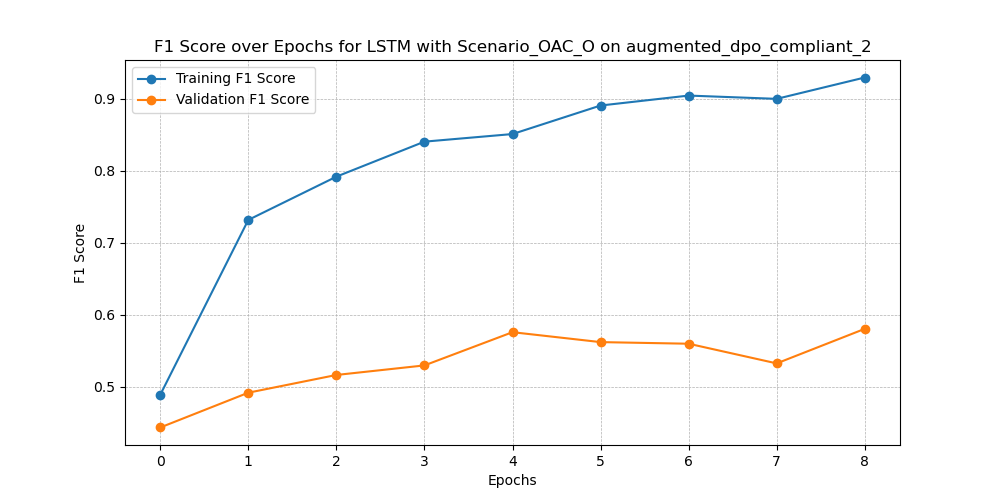 F1 Score over Epochs for LSTM with Scenario_OAC_O on augmented_dpo_compliant_2
Training F1 Score
Validation F1 Score
F1 Score
0.9
0.8
0.7
0.6
0.5
0 1 2 3 4 5 6 7 8
Epochs